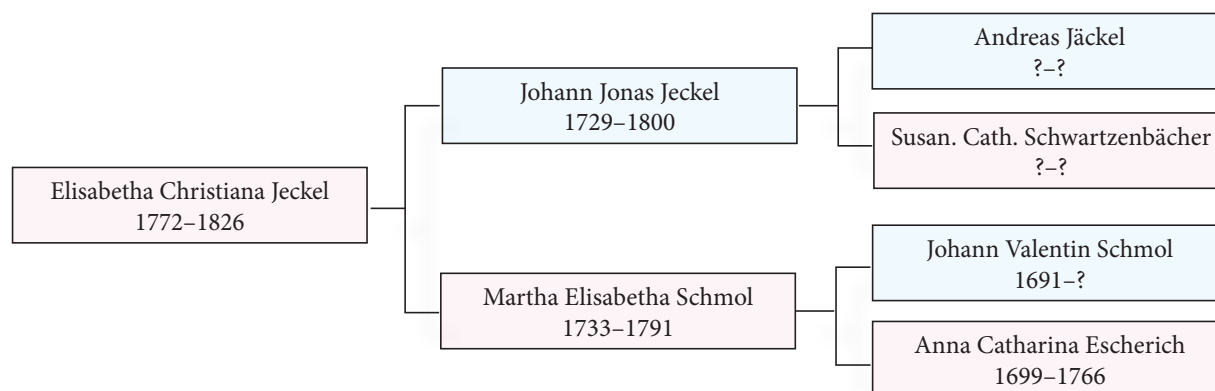 Andreas Jäckel
?–?
Johann Jonas Jeckel
1729–1800
Susan. Cath. Schwartzenbächer
?–?
Elisabetha Christiana Jeckel
1772–1826
Johann Valentin Schmol
1691–?
Martha Elisabetha Schmol
1733–1791
Anna Catharina Escherich
1699–1766